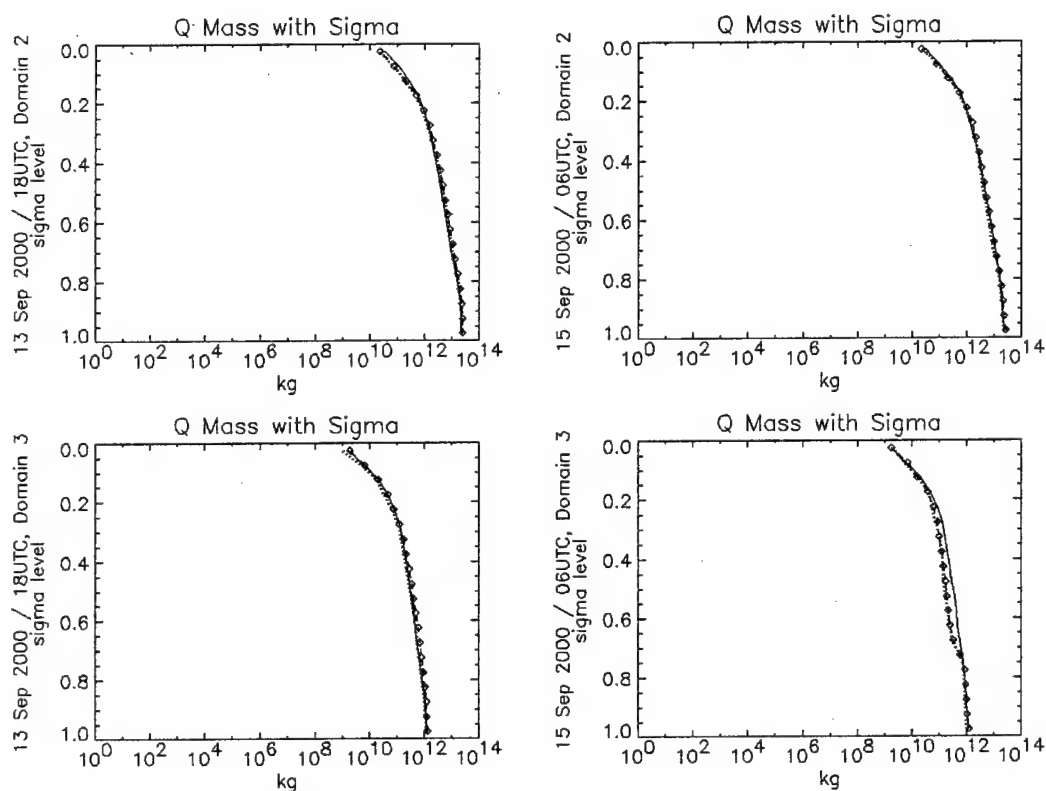 Q Mass with Sigma
13 Sep 2000 / 18UTC, Domain 2
sigma level
0.0
0.2
0.4
0.6
0.8
1.0
10^0 10^2 10^4 10^6 10^8 10^10 10^12 10^14
kg
Q Mass with Sigma
15 Sep 2000 / 06UTC, Domain 2
sigma level
0.0
0.2
0.4
0.6
0.8
1.0
10^0 10^2 10^4 10^6 10^8 10^10 10^12 10^14
kg
Q Mass with Sigma
13 Sep 2000 / 18UTC, Domain 3
sigma level
0.0
0.2
0.4
0.6
0.8
1.0
10^0 10^2 10^4 10^6 10^8 10^10 10^12 10^14
kg
Q Mass with Sigma
15 Sep 2000 / 06UTC, Domain 3
sigma level
0.0
0.2
0.4
0.6
0.8
1.0
10^0 10^2 10^4 10^6 10^8 10^10 10^12 10^14
kg